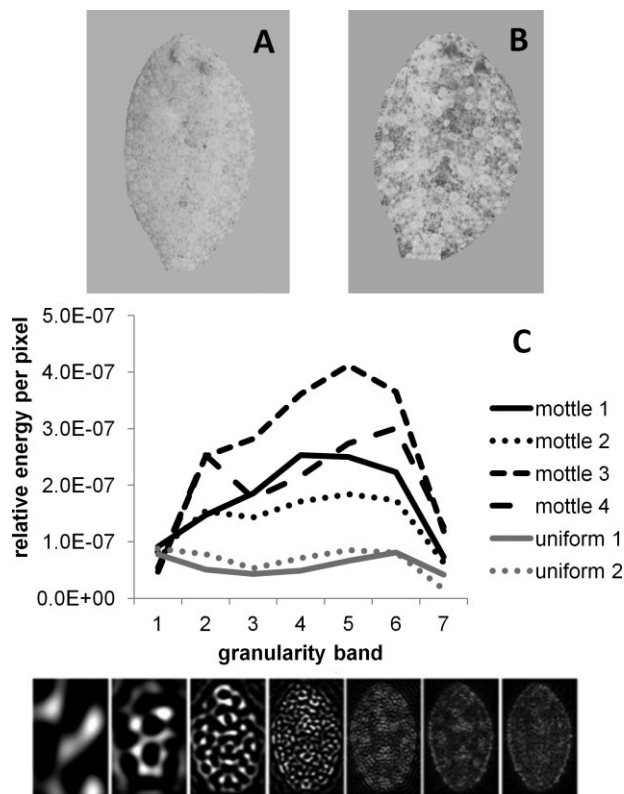 A
B
C
relative energy per pixel
5.0E-07
4.0E-07
3.0E-07
2.0E-07
1.0E-07
0.0E+00
1 2 3 4 5 6 7
granularity band
mottle 1
mottle 2
mottle 3
mottle 4
uniform 1
uniform 2